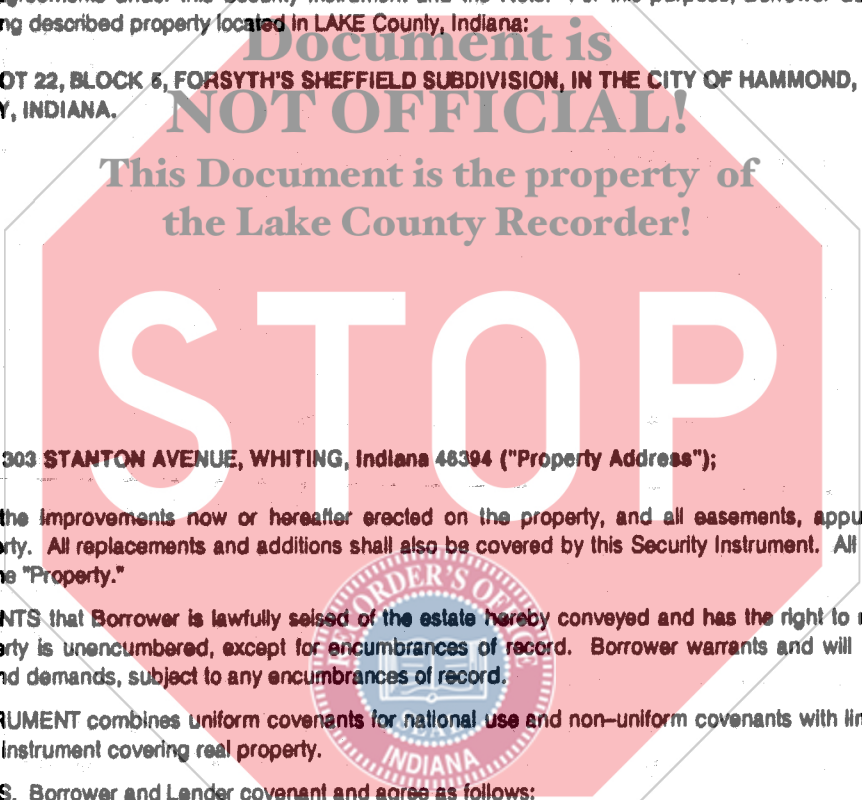 ng described property located in LAKE County, Indiana:
Document is
OT 22, BLOCK 5, FORSYTH'S SHEFFIELD SUBDIVISION, IN THE CITY OF HAMMOND,
Y, INDIANA.
NOT OFFICIAL!
This Document is the property of
the Lake County Recorder!
STOP
303 STANTON AVENUE, WHITING, Indiana 46394 ("Property Address");
the improvements now or hereafter erected on the property, and all easements, appu
rty. All replacements and additions shall also be covered by this Security Instrument. All
e "Property."
NTS that Borrower is lawfully seised of the estate hereby conveyed and has the right to
rty is unencumbered, except for encumbrances of record. Borrower warrants and will
nd demands, subject to any encumbrances of record.
RUMENT combines uniform covenants for national use and non-uniform covenants with
instrument covering real property.
S. Borrower and Lender covenant and agree as follows:
RECORDER'S OFFICE
SEAL
INDIANA